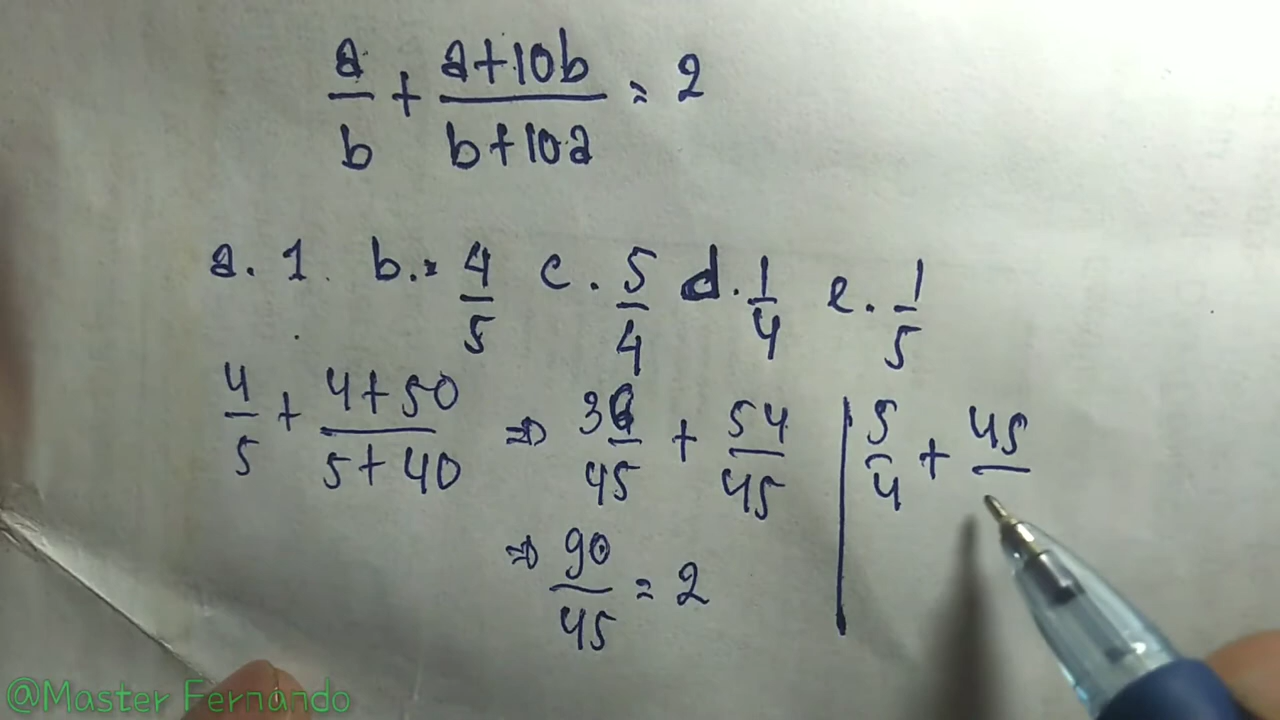 a/b + (a+10b)/(b+10a) = 2
a. 1. b. 4/5 c. 5/4 d. 1/4 e. 1/5
4/5 + (4+50)/(5+40) ⇒ 36/45 + 54/45 | 5/4 + 45/
⇒ 90/45 = 2
@Master Fernando